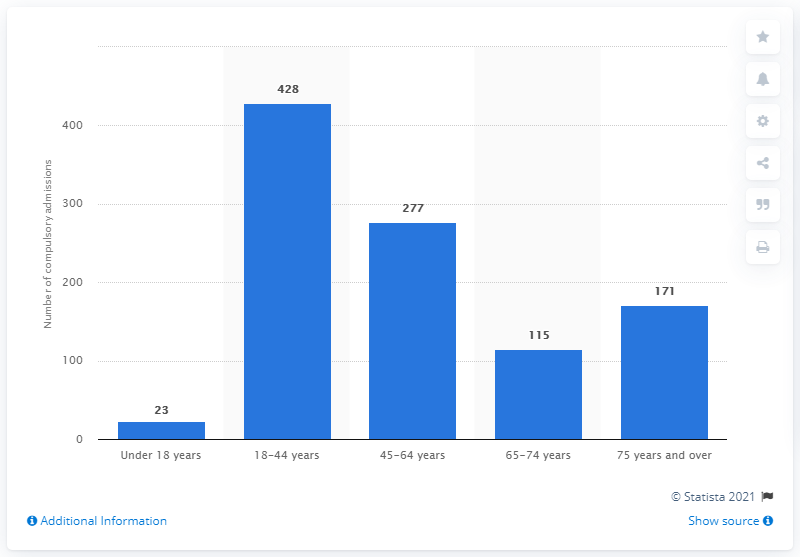 Number of compulsory admissions
400
300
200
100
0
23
428
277
115
171
Under 18 years
18-44 years
45-64 years
65-74 years
75 years and over
© Statista 2021
Additional Information
Show source